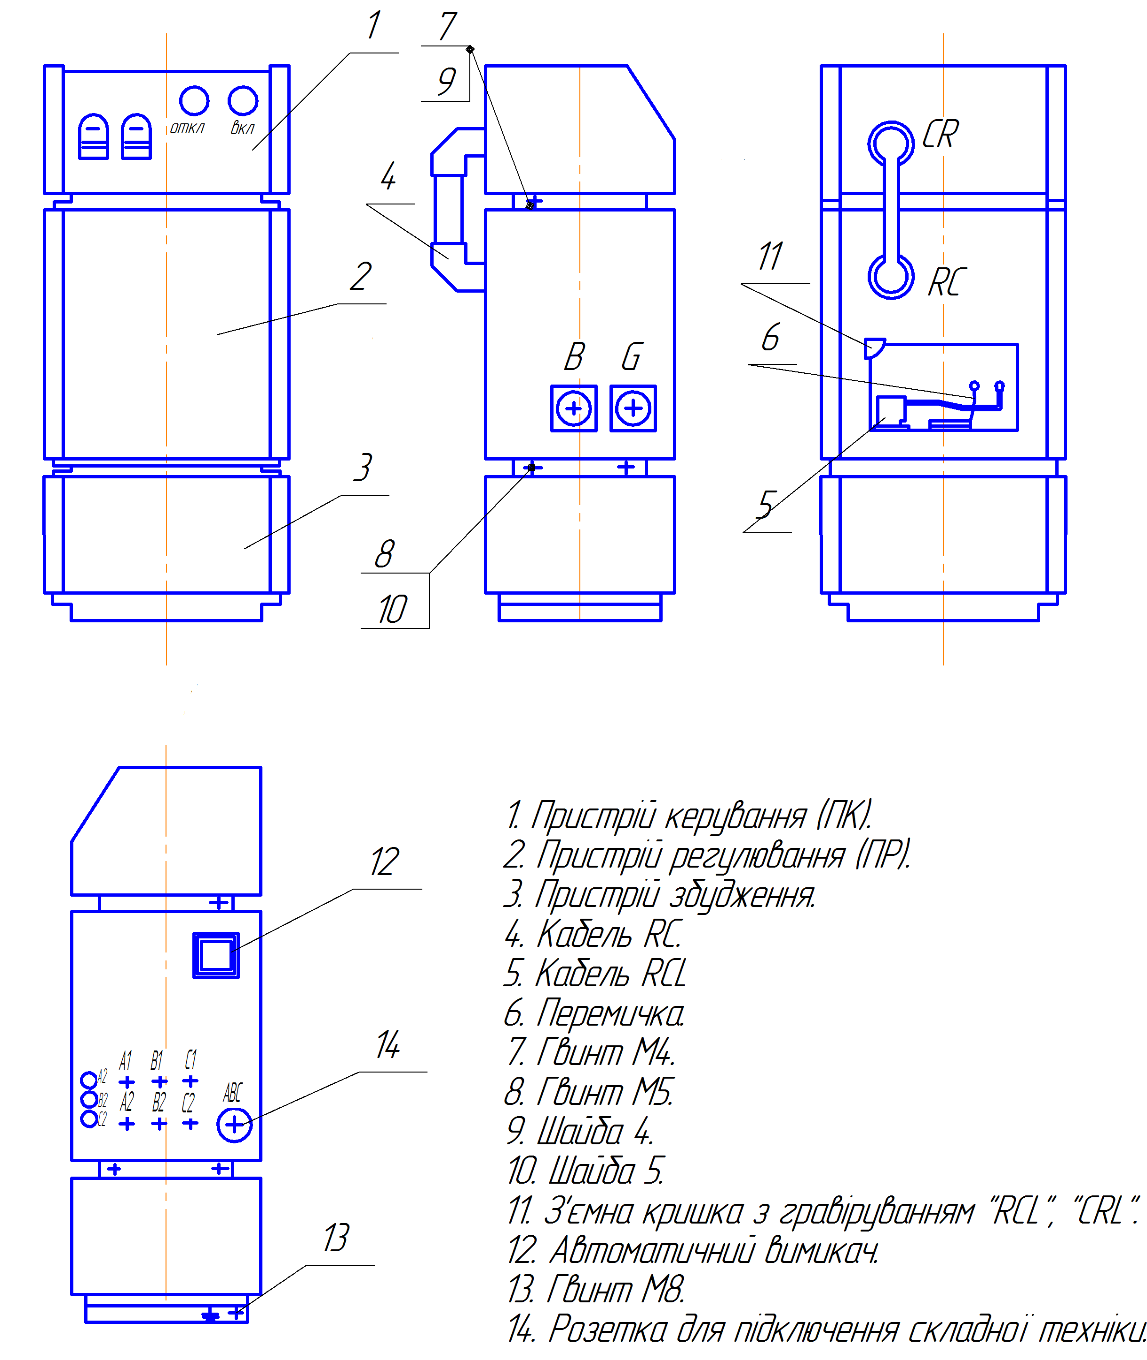 1
откл
вкл
2
3
7
9
4
B
G
8
10
CR
RC
11
6
5
12
A1
B1
C1
A2
B2
C2
A2
B2
C2
ABC
14
13
1. Пристрій керування (ПК).
2. Пристрій регулювання (ПР).
3. Пристрій збудження.
4. Кабель RC.
5. Кабель RCL
6. Перемичка.
7. Гвинт М4.
8. Гвинт М5.
9. Шайба 4.
10. Шайба 5.
11. З'ємна кришка з гравіруванням "RCL", "CRL".
12. Автоматичний вимикач.
13. Гвинт М8.
14. Розетка для підключення складної техніки.